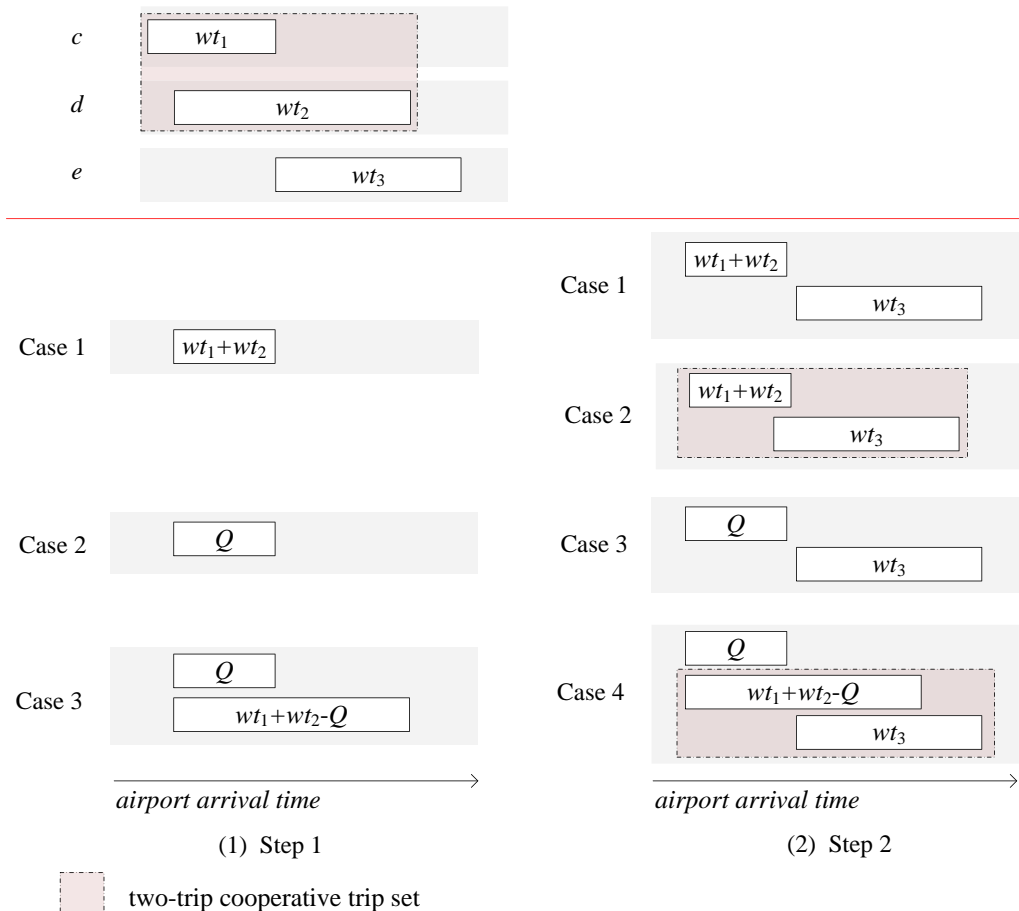 c
wt₁
d
wt₂
e
wt₃
Case 1
wt₁+wt₂
Case 2
Q
Case 3
Q
wt₁+wt₂-Q
airport arrival time
(1) Step 1
Case 1
wt₁+wt₂
wt₃
Case 2
wt₁+wt₂
wt₃
Case 3
Q
wt₃
Case 4
Q
wt₁+wt₂-Q
wt₃
airport arrival time
(2) Step 2
two-trip cooperative trip set